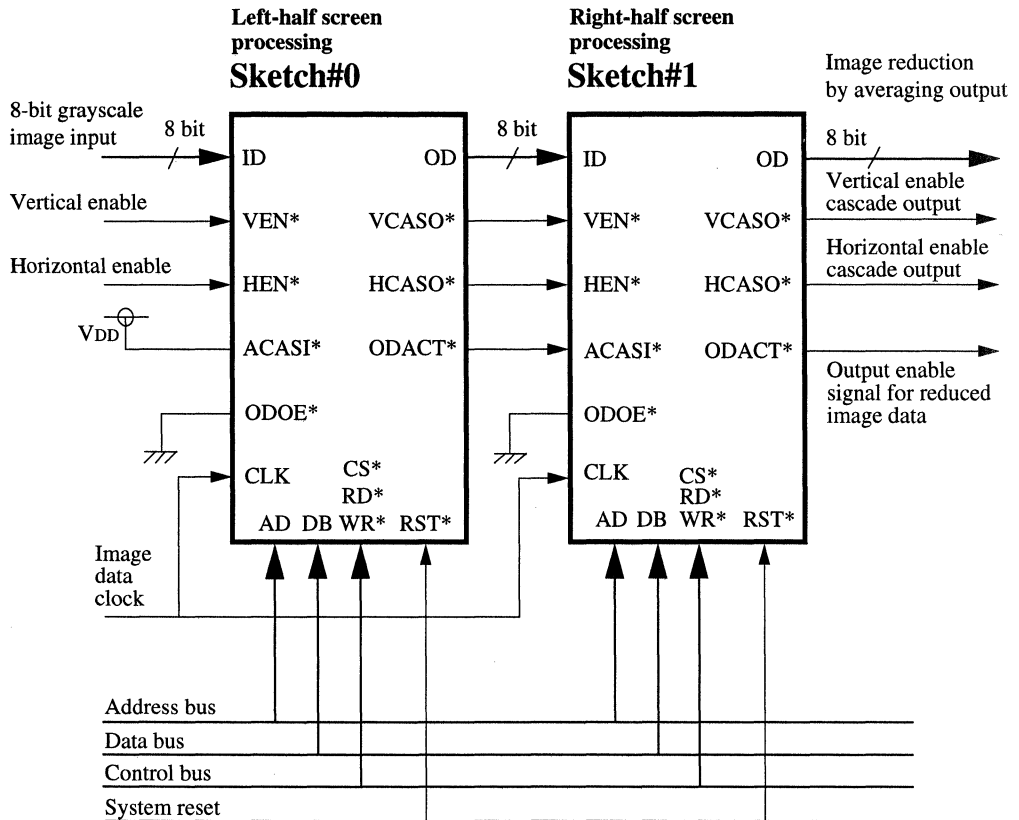 Left-half screen
processing
Sketch#0
Right-half screen
processing
Sketch#1
Image reduction
by averaging output
8-bit grayscale
image input
8 bit
ID
OD
8 bit
ID
OD
8 bit
Vertical enable
cascade output
Vertical enable
VEN*
VCASO*
VEN*
VCASO*
Horizontal enable
cascade output
Horizontal enable
HEN*
HCASO*
HEN*
HCASO*
VDD
ACASI*
ODACT*
ACASI*
ODACT*
Output enable
signal for reduced
image data
ODOE*
ODOE*
CLK
CS*
RD*
AD DB WR* RST*
CLK
CS*
RD*
AD DB WR* RST*
Image
data
clock
Address bus
Data bus
Control bus
System reset